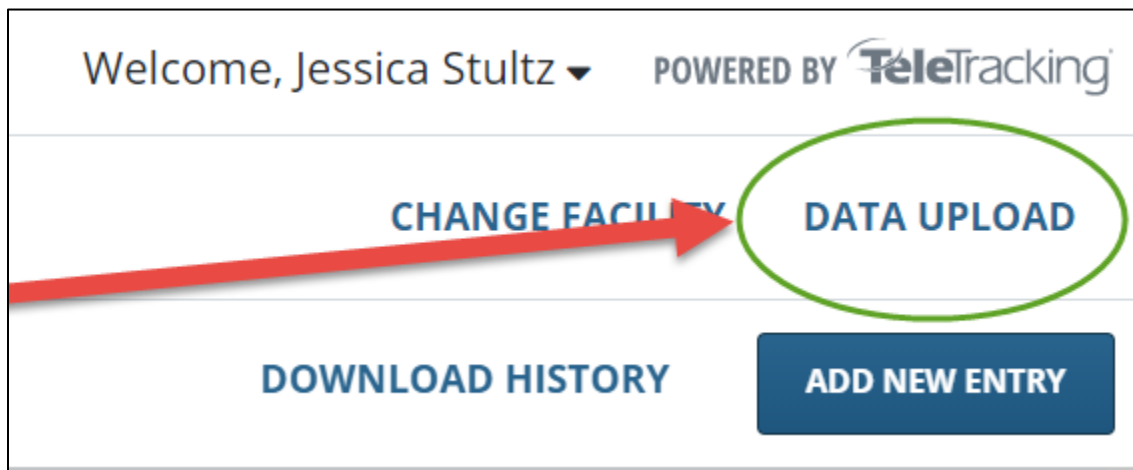 Welcome, Jessica Stultz POWERED BY TeleTracking
CHANGE FACILITY DATA UPLOAD
DOWNLOAD HISTORY ADD NEW ENTRY